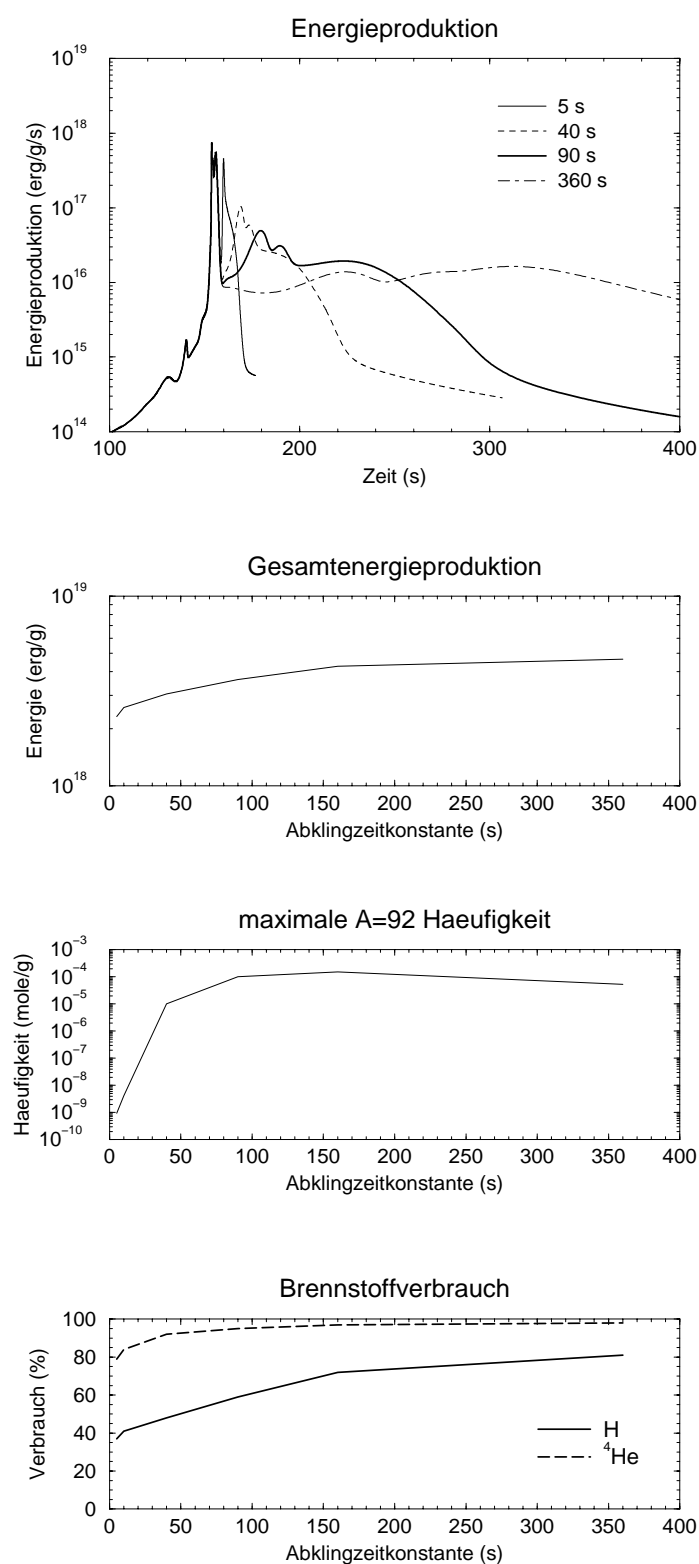 Energieproduktion
10^19
10^18
10^17
10^16
10^15
10^14
Energieproduktion (erg/g/s)
5 s
40 s
90 s
360 s
100 200 300 400
Zeit (s)
Gesamtenergieproduktion
10^19
10^18
Energie (erg/g)
0 50 100 150 200 250 300 350 400
Abklingzeitkonstante (s)
maximale A=92 Haeufigkeit
10^−3
10^−4
10^−5
10^−6
10^−7
10^−8
10^−9
10^−10
Haeufigkeit (mole/g)
0 50 100 150 200 250 300 350 400
Abklingzeitkonstante (s)
Brennstoffverbrauch
100
80
60
40
20
0
Verbrauch (%)
H
^4He
0 50 100 150 200 250 300 350 400
Abklingzeitkonstante (s)